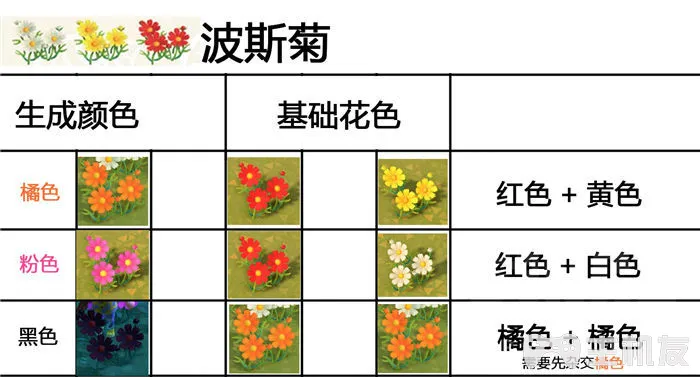 波斯菊
生成颜色 基础花色
橘色 红色 + 黄色
粉色 红色 + 白色
黑色 橘色 + 橘色
需要先杂交橘色